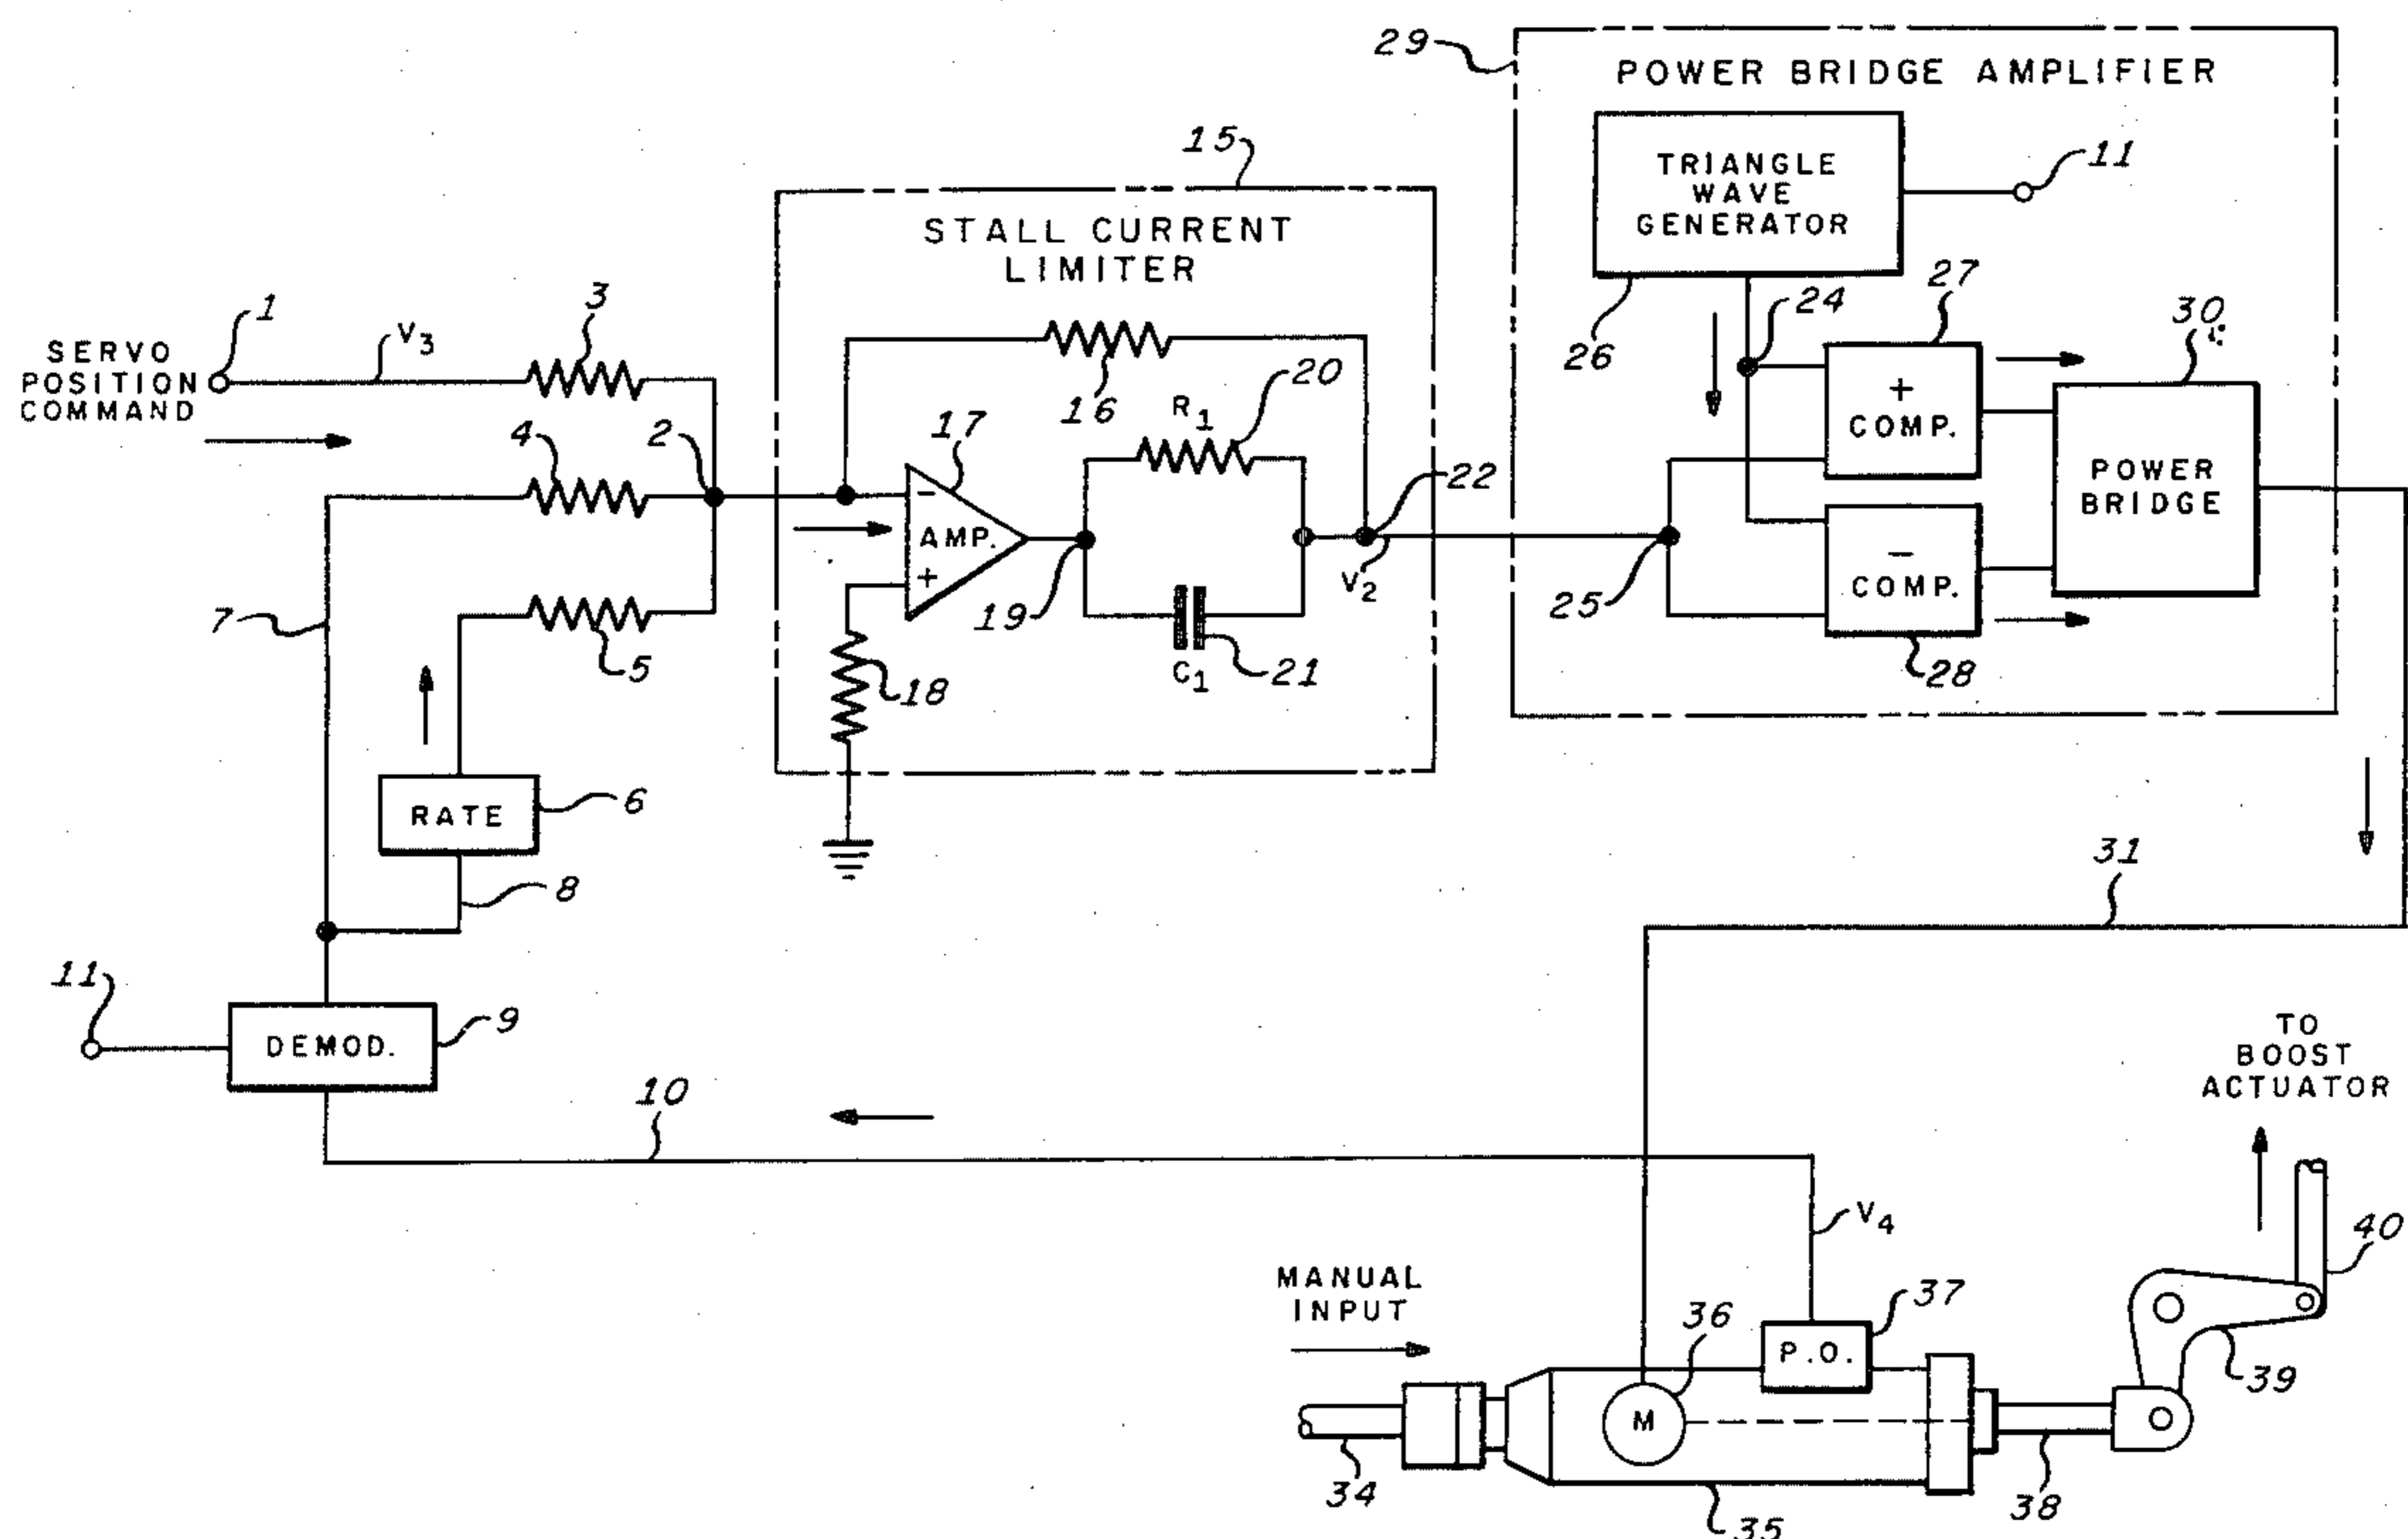 29
POWER BRIDGE AMPLIFIER
15
TRIANGLE
WAVE
GENERATOR
11
STALL CURRENT
LIMITER
1
V3
3
SERVO
POSITION
COMMAND
26
24
27
30
16
R1
20
+
COMP.
4
2
17
-
AMP.
+
22
POWER
BRIDGE
-
COMP.
19
V2
25
7
5
18
C1
21
28
RATE
6
8
31
11
DEMOD.
9
TO
BOOST
ACTUATOR
10
V4
40
MANUAL
INPUT
36
37
P.O.
39
M
34
35
38